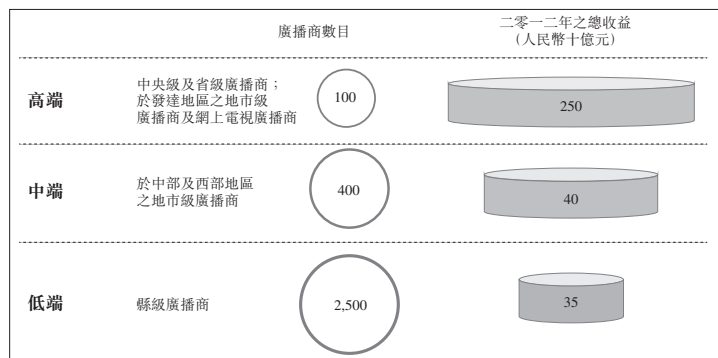 廣播商數目
二零一二年之總收益
(人民幣十億元)
高端
中央級及省級廣播商；
於發達地區之地市級
廣播商及網上電視廣播商
100
250
中端
於中部及西部地區
之地市級廣播商
400
40
低端
縣級廣播商
2,500
35